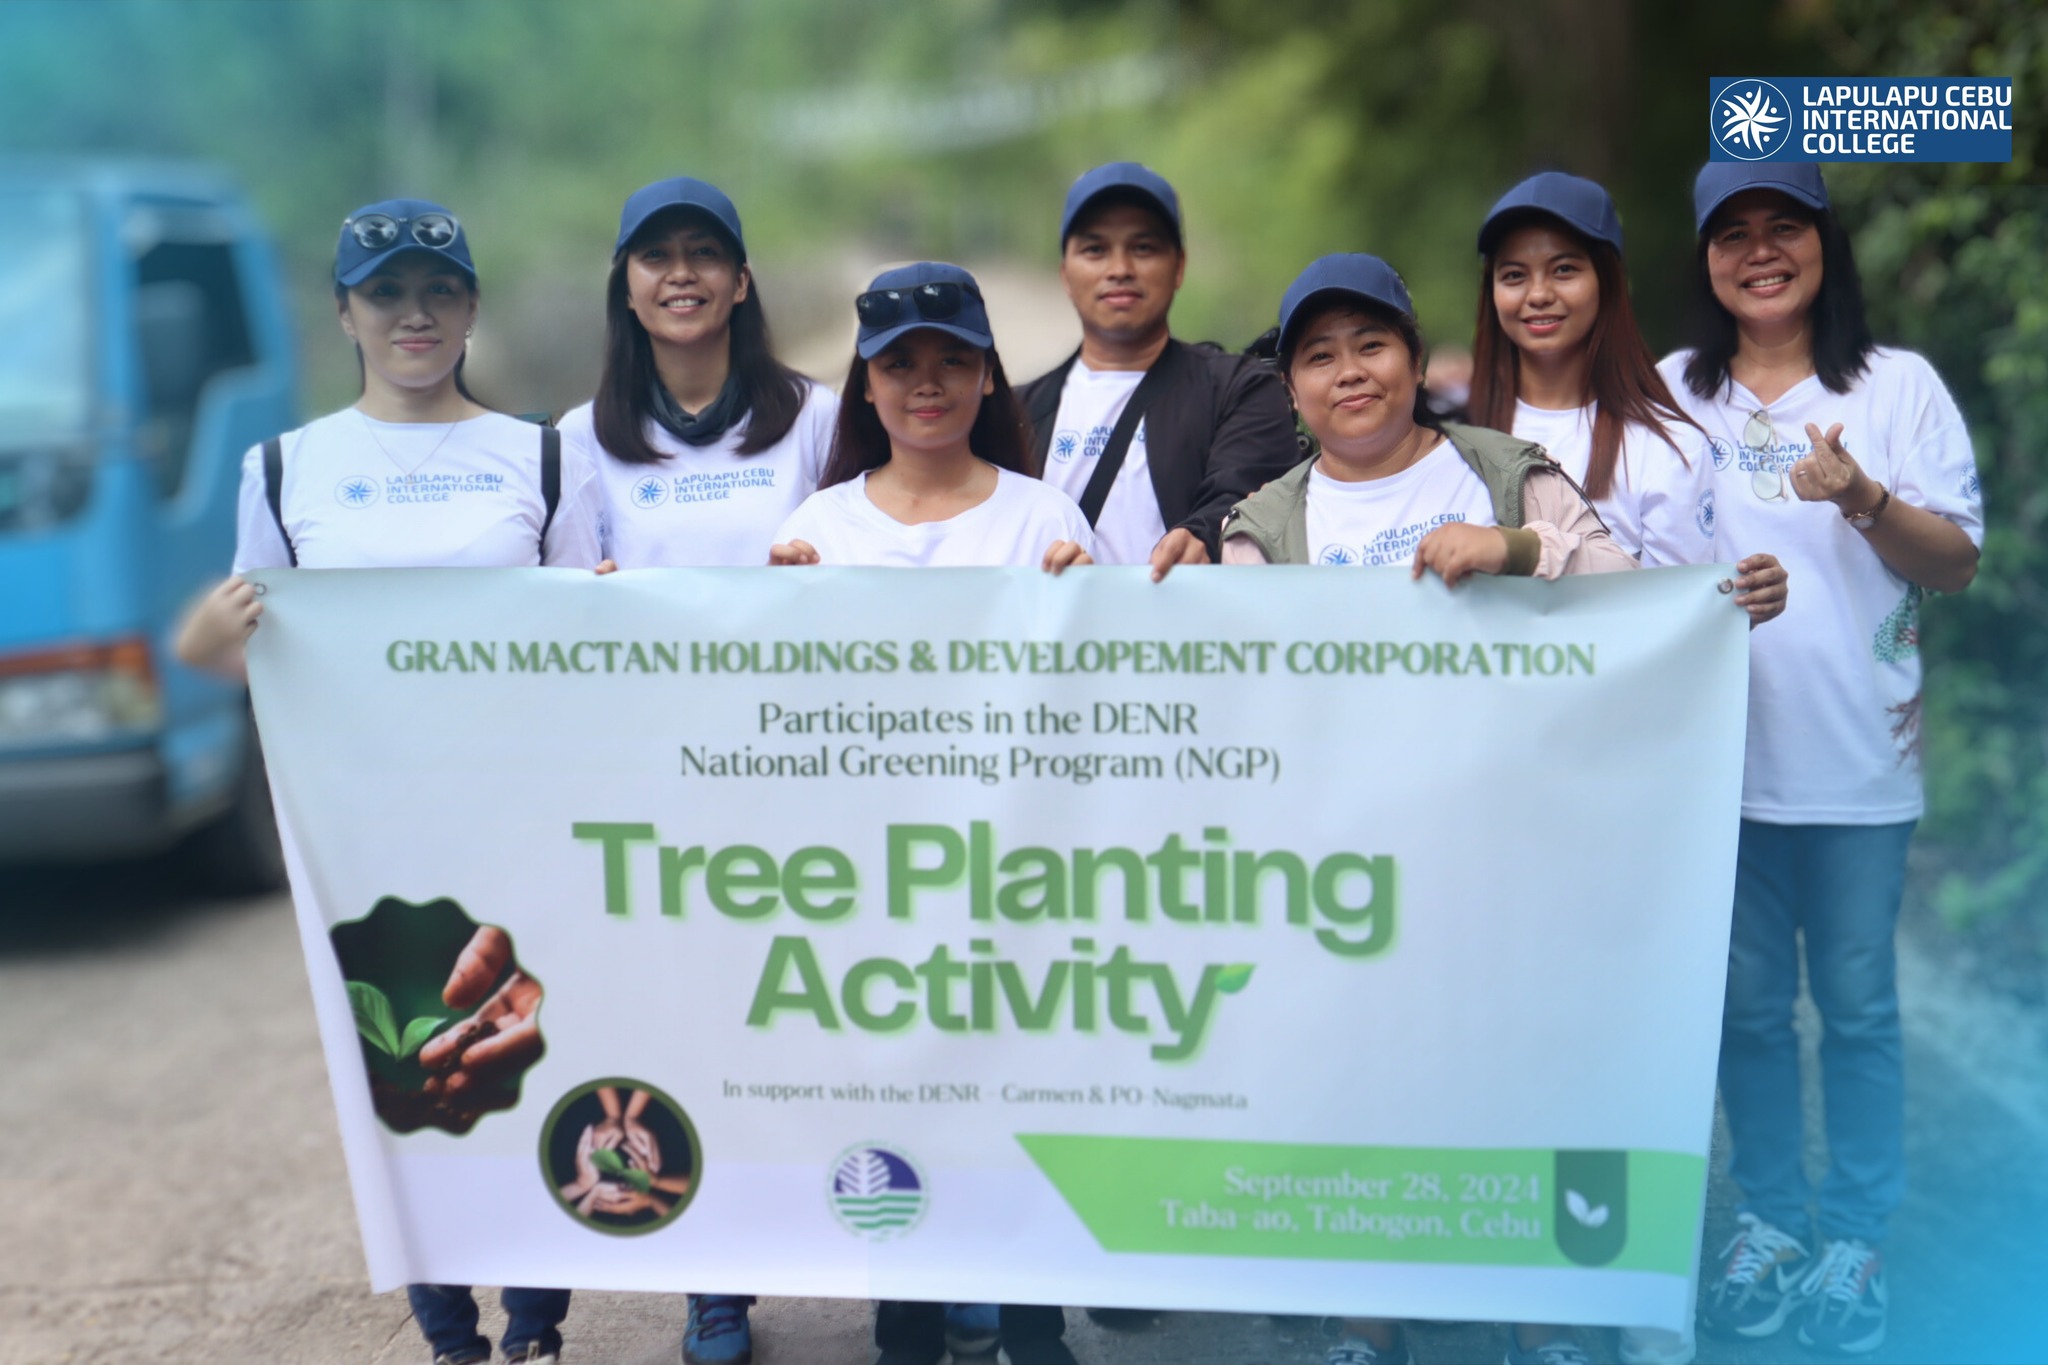 LAPULAPU CEBU
INTERNATIONAL
COLLEGE
LAPULAPU CEBU
INTERNATIONAL
COLLEGE
LAPULAPU CEBU
INTERNATIONAL
COLLEGE
GRAN MACTAN HOLDINGS & DEVELOPEMENT CORPORATION
Participates in the DENR
National Greening Program (NGP)
Tree Planting
Activity
In support with the DENR - Carmen & PO-Nagmata
September 28, 2024
Taba-ao, Tabogon, Cebu